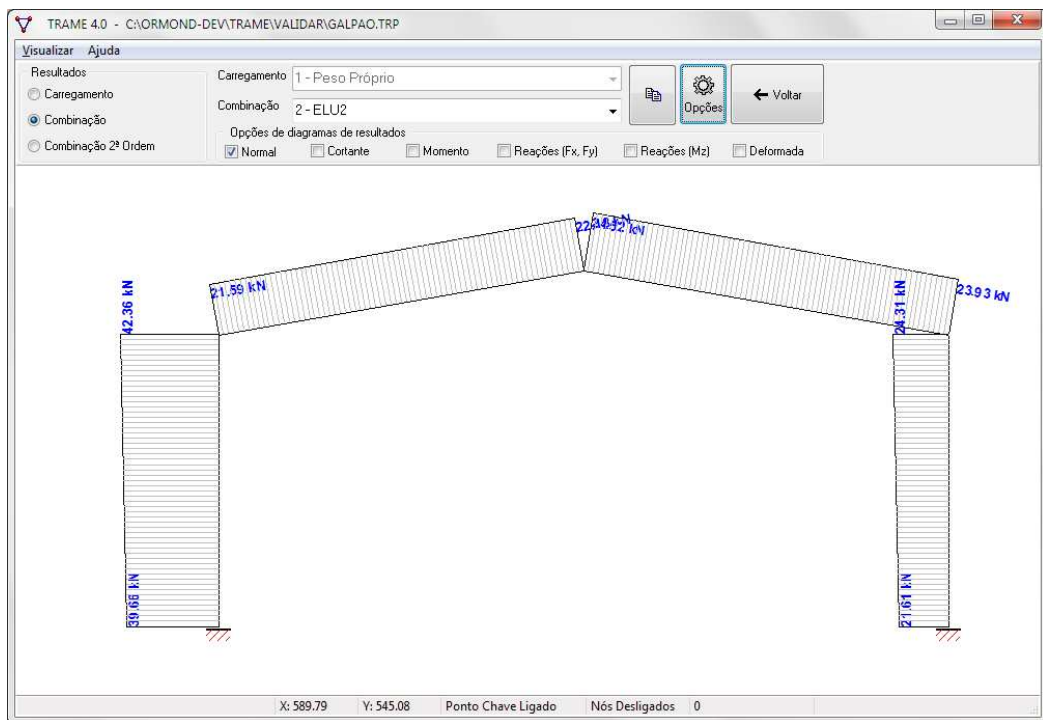 TRAME 4.0 - C:\ORMOND-DEV\TRAME\VALIDAR\GALPAO.TRP
Visualizar Ajuda
Resultados
Carregamento
Combinação
Combinação 2ª Ordem
Carregamento 1 - Peso Próprio
Combinação 2 - ELU2
Opções de diagramas de resultados
Normal Cortante Momento Reações (Fx, Fy) Reações (Mz) Deformada
Opções
Voltar
42.36 kN
21.59 kN
23.93 kN
24.31 kN
39.66 kN
21.61 kN
X: 589.79 Y: 545.08 Ponto Chave Ligado Nós Desligados 0